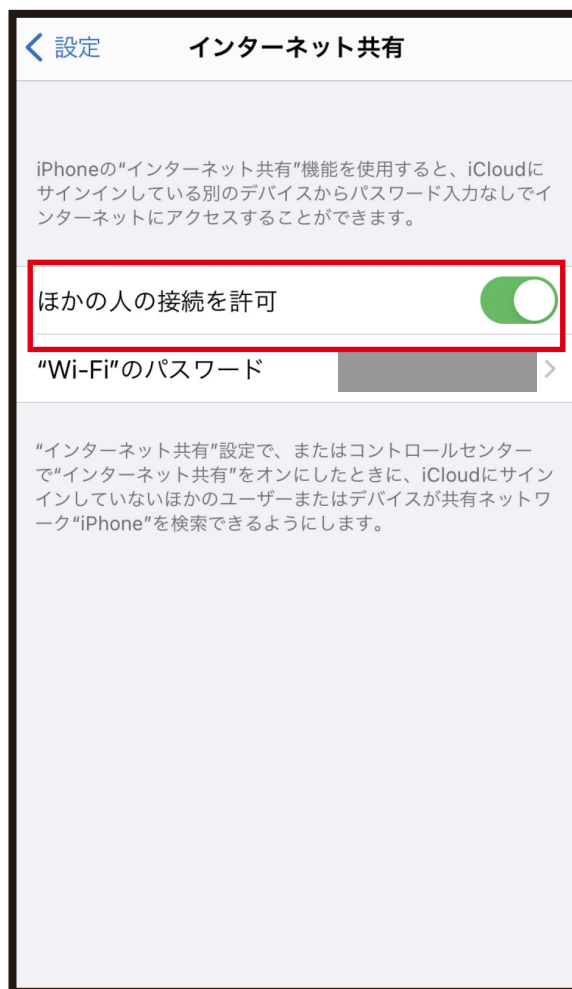 設定 インターネット共有
iPhoneの“インターネット共有”機能を使用すると、iCloudに
サインインしている別のデバイスからパスワード入力なしでイ
ンターネットにアクセスすることができます。
ほかの人の接続を許可
“Wi-Fi”のパスワード
“インターネット共有”設定で、またはコントロールセンター
で“インターネット共有”をオンにしたときに、iCloudにサイン
インしていないほかのユーザーまたはデバイスが共有ネットワ
ーク“iPhone”を検索できるようにします。